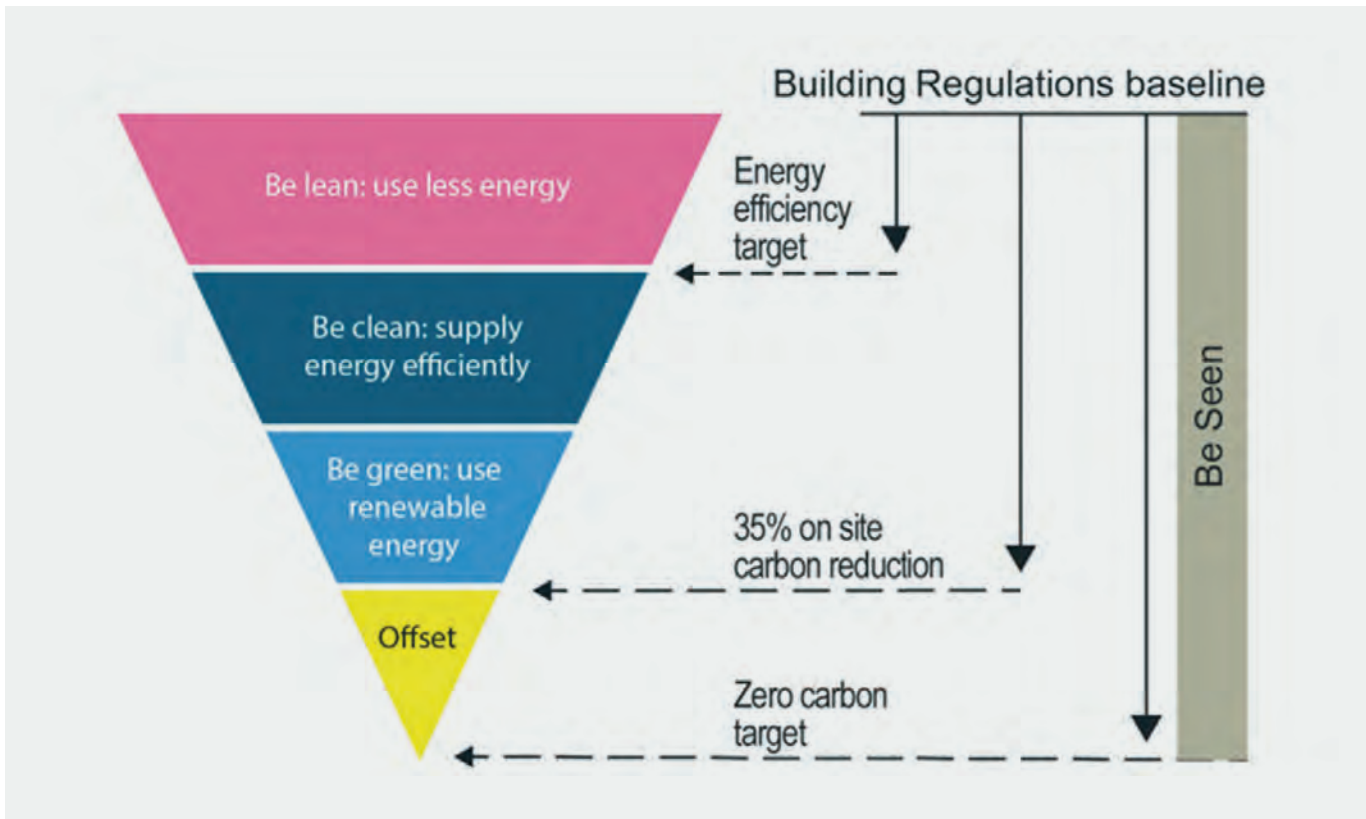 Building Regulations baseline
Be lean: use less energy
Energy
efficiency
target
Be clean: supply
energy efficiently
Be Seen
Be green: use
renewable
energy
35% on site
carbon reduction
Offset
Zero carbon
target